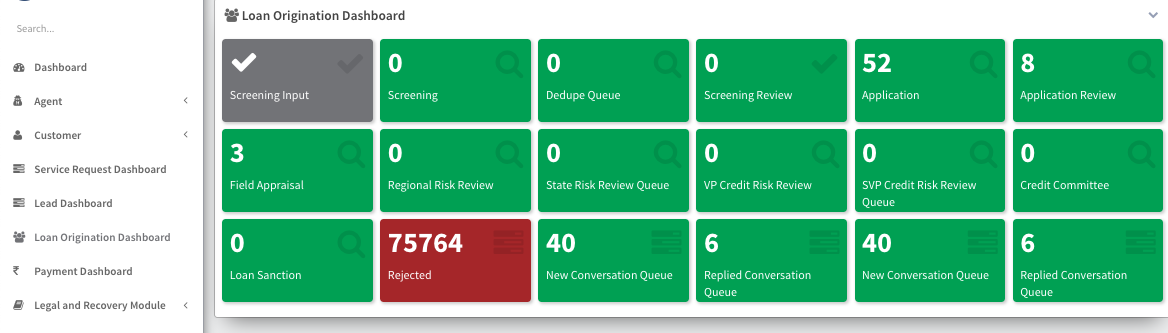 Loan Origination Dashboard
Search...
Dashboard
Agent
Customer
Service Request Dashboard
Lead Dashboard
Loan Origination Dashboard
Payment Dashboard
Legal and Recovery Module
Screening Input
0
Screening
0
Dedupe Queue
0
Screening Review
52
Application
8
Application Review
3
Field Appraisal
0
Regional Risk Review
0
State Risk Review Queue
0
VP Credit Risk Review
0
SVP Credit Risk Review
Queue
0
Credit Committee
0
Loan Sanction
75764
Rejected
40
New Conversation Queue
6
Replied Conversation
Queue
40
New Conversation Queue
6
Replied Conversation
Queue